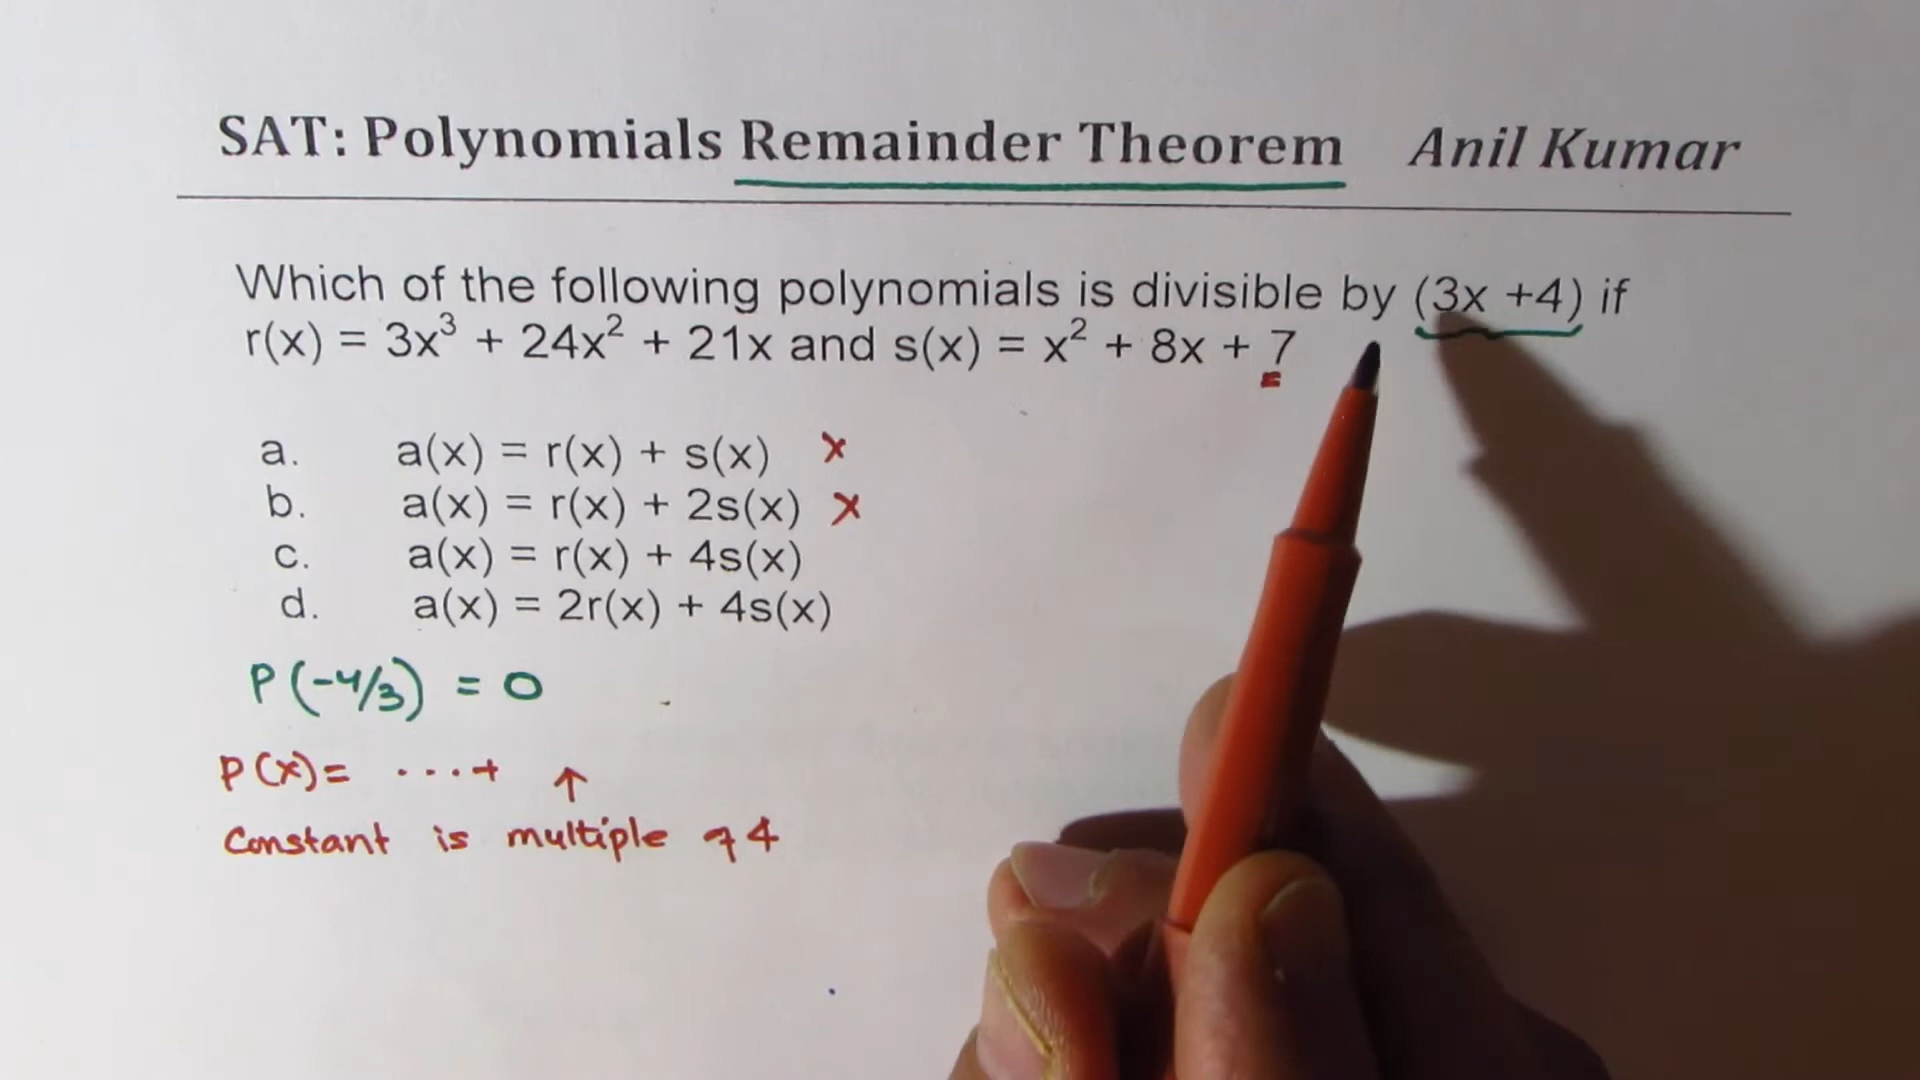 SAT: Polynomials Remainder Theorem Anil Kumar
Which of the following polynomials is divisible by (3x +4) if
r(x) = 3x³ + 24x² + 21x and s(x) = x² + 8x + 7
a. a(x) = r(x) + s(x) x
b. a(x) = r(x) + 2s(x) x
c. a(x) = r(x) + 4s(x)
d. a(x) = 2r(x) + 4s(x)
P(-4/3) = 0
P(x) = ....+ ↑
Constant is multiple of 4